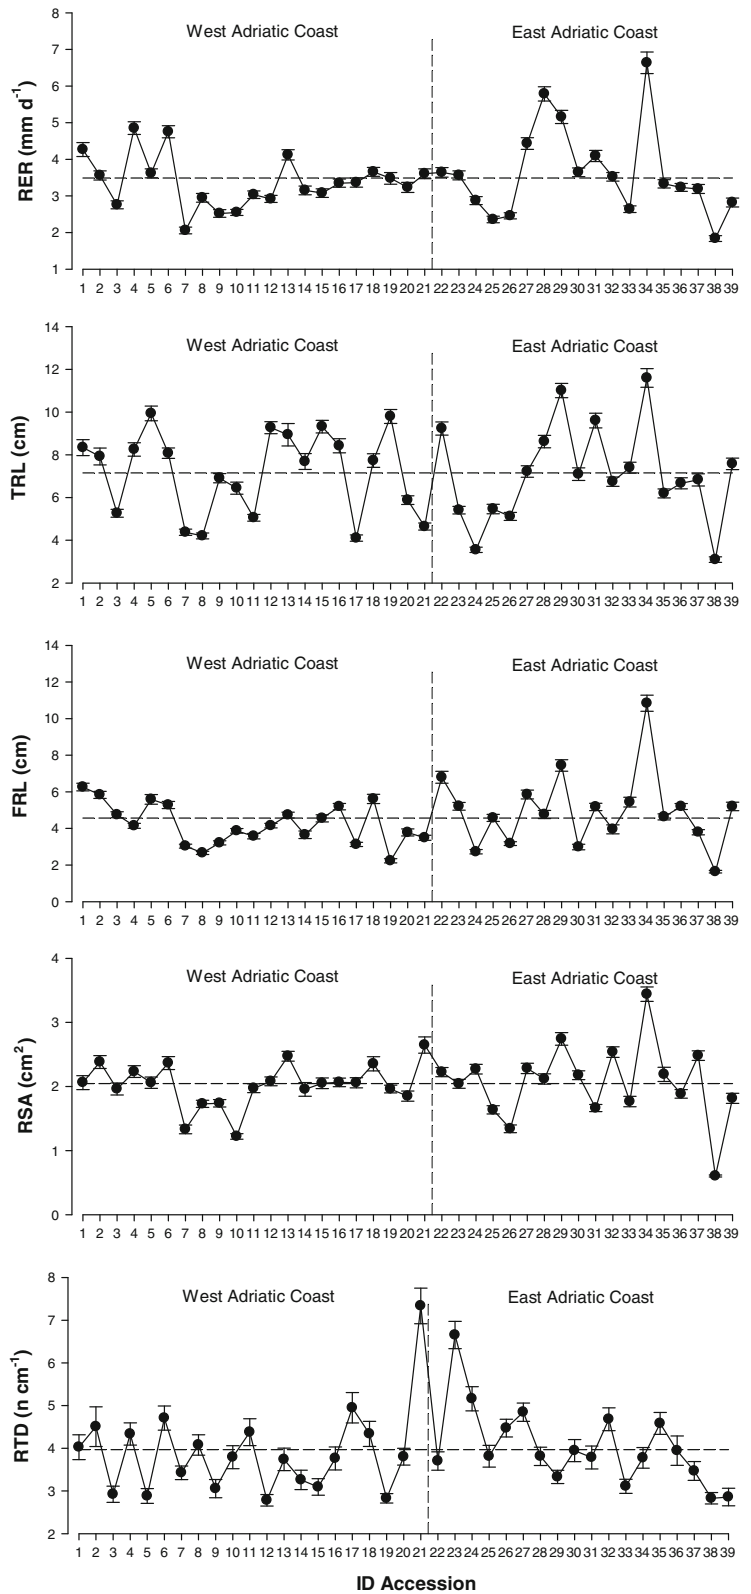 West Adriatic Coast East Adriatic Coast
RER (mm d⁻¹)
8
7
6
5
4
3
2
1
1 2 3 4 5 6 7 8 9 10 11 12 13 14 15 16 17 18 19 20 21 22 23 24 25 26 27 28 29 30 31 32 33 34 35 36 37 38 39
West Adriatic Coast East Adriatic Coast
TRL (cm)
14
12
10
8
6
4
2
1 2 3 4 5 6 7 8 9 10 11 12 13 14 15 16 17 18 19 20 21 22 23 24 25 26 27 28 29 30 31 32 33 34 35 36 37 38 39
West Adriatic Coast East Adriatic Coast
FRL (cm)
14
12
10
8
6
4
2
0
1 2 3 4 5 6 7 8 9 10 11 12 13 14 15 16 17 18 19 20 21 22 23 24 25 26 27 28 29 30 31 32 33 34 35 36 37 38 39
West Adriatic Coast East Adriatic Coast
RSA (cm²)
4
3
2
1
0
1 2 3 4 5 6 7 8 9 10 11 12 13 14 15 16 17 18 19 20 21 22 23 24 25 26 27 28 29 30 31 32 33 34 35 36 37 38 39
West Adriatic Coast East Adriatic Coast
RTD (n cm⁻¹)
8
7
6
5
4
3
2
1 2 3 4 5 6 7 8 9 10 11 12 13 14 15 16 17 18 19 20 21 22 23 24 25 26 27 28 29 30 31 32 33 34 35 36 37 38 39
ID Accession